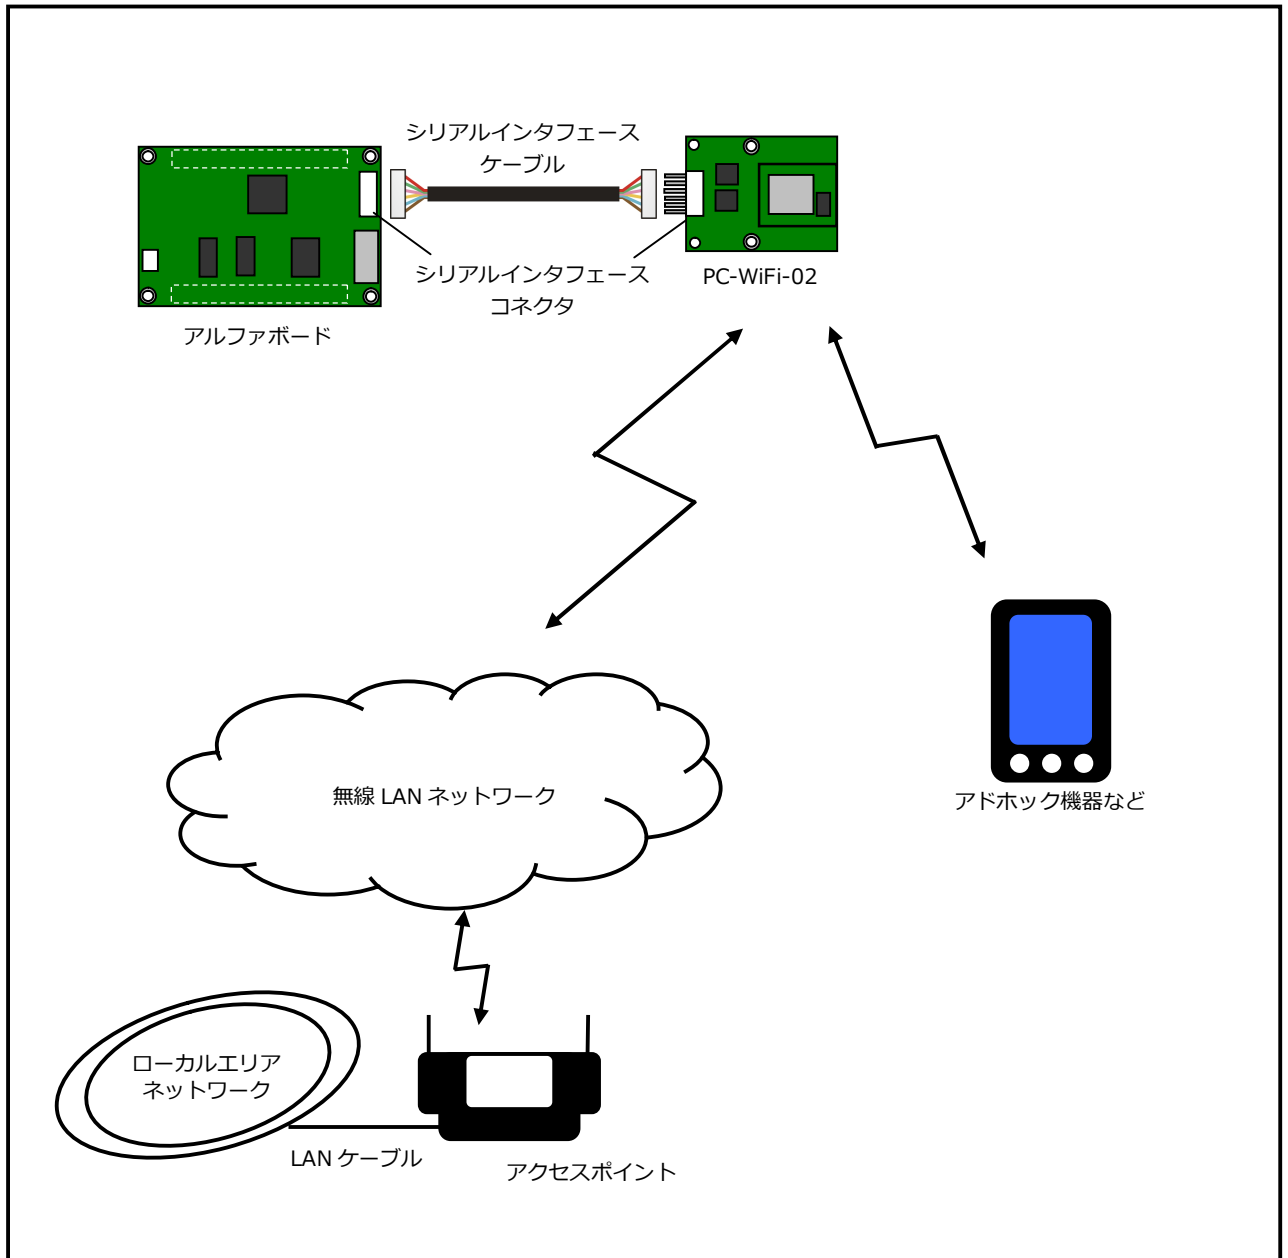 シリアルインタフェース
ケーブル
シリアルインタフェース
コネクタ
PC-WiFi-02
アルファボード
無線 LAN ネットワーク
アドホック機器など
ローカルエリア
ネットワーク
LAN ケーブル
アクセスポイント